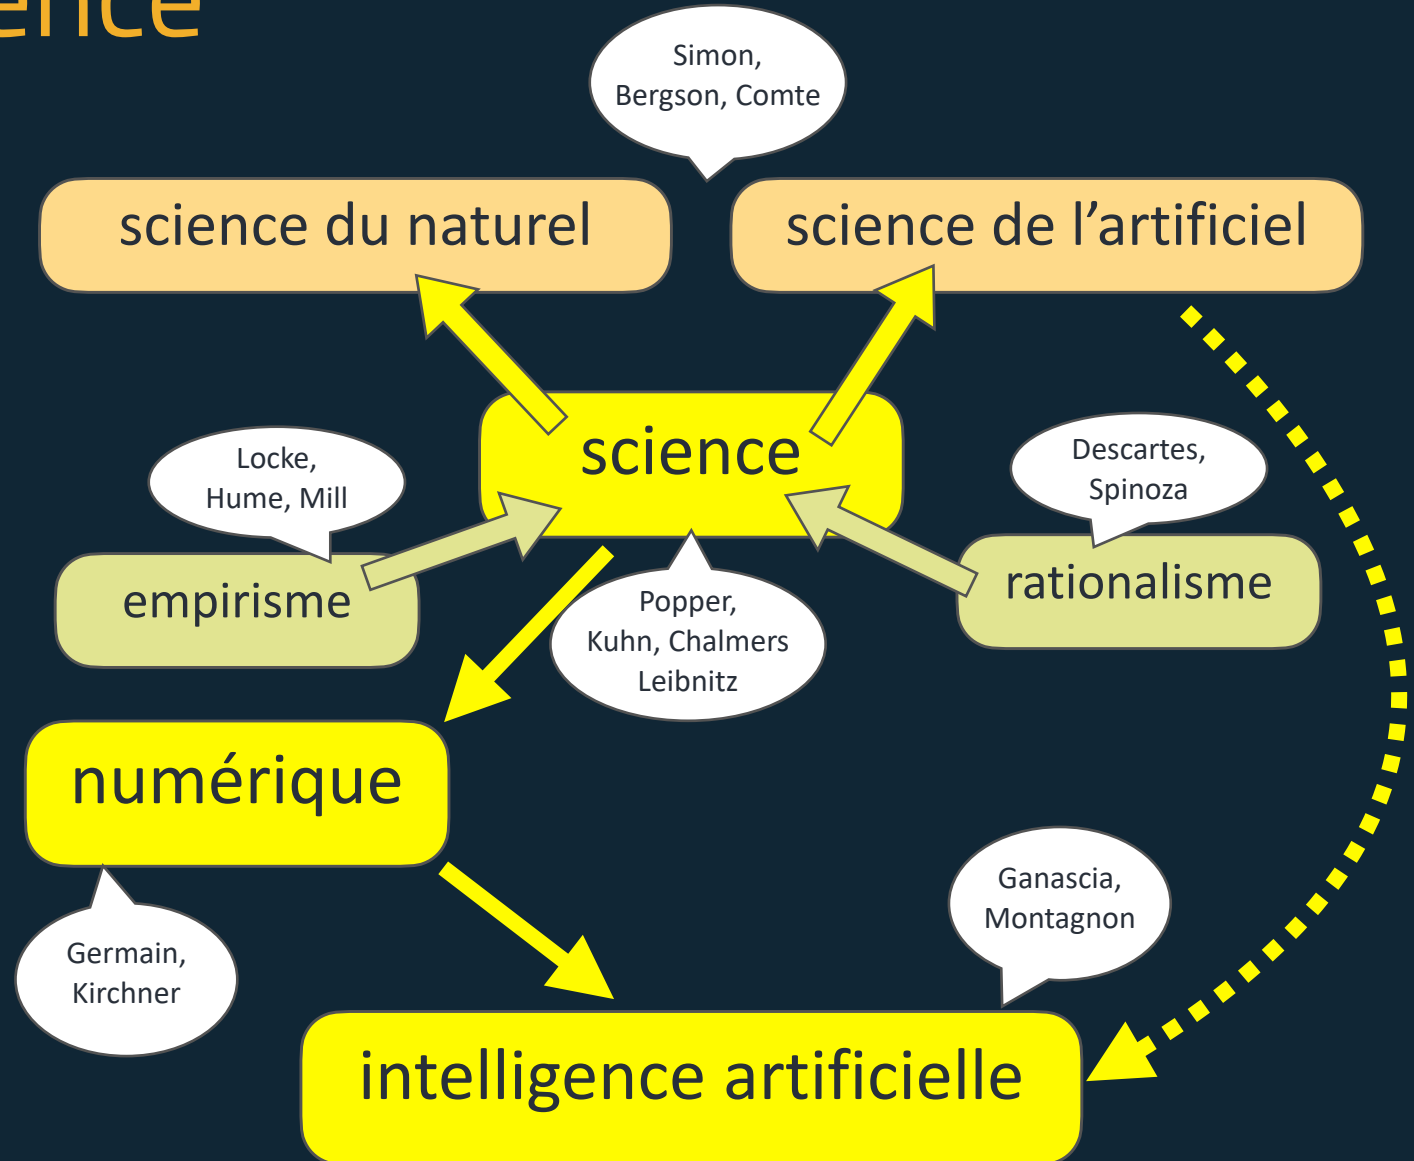 ence
Simon,
Bergson, Comte
science du naturel
science de l’artificiel
science
Locke,
Hume, Mill
Descartes,
Spinoza
empirisme
rationalisme
Popper,
Kuhn, Chalmers
Leibnitz
numérique
Germain,
Kirchner
Ganascia,
Montagnon
intelligence artificielle